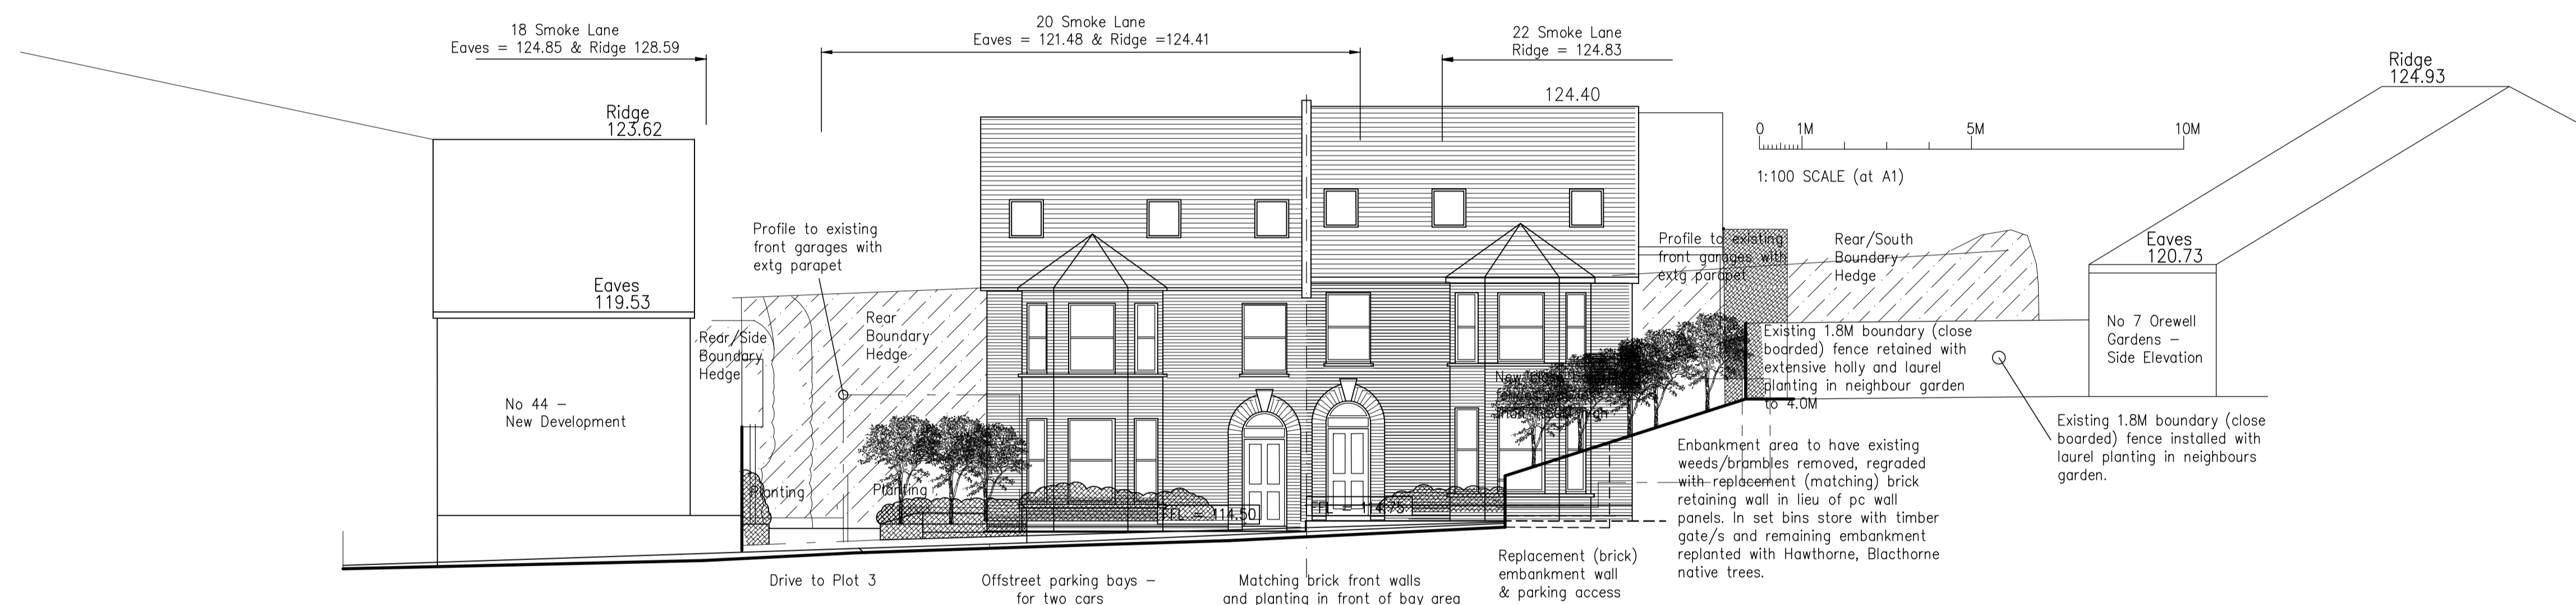 18 Smoke Lane
Eaves = 124.85 & Ridge 128.59
20 Smoke Lane
Eaves = 121.48 & Ridge =124.41
22 Smoke Lane
Ridge = 124.83
Ridge
124.93
Ridge
123.62
124.40
0 1M 5M 10M
1:100 SCALE (at A1)
Profile to existing
front garages with
extg parapet
Profile to existing
front garages with
extg parapet
Rear/South
Boundary
Hedge
Eaves
120.73
Eaves
119.53
Rear/Side
Boundary
Hedge
Rear
Boundary
Hedge
No 44 –
New Development
Existing 1.8M boundary (close
boarded) fence retained with
extensive holly and laurel
planting in neighbour garden
to 4.0M
No 7 Orewell
Gardens –
Side Elevation
Existing 1.8M boundary (close
boarded) fence installed with
laurel planting in neighbours
garden.
New
Planting
Planting
FFL = 114.50
FFL = 114.75
Enbankment area to have existing
weeds/brambles removed, regraded
with replacement (matching) brick
retaining wall in lieu of pc wall
panels. In set bins store with timber
gate/s and remaining embankment
replanted with Hawthorne, Blacthorne
native trees.
Drive to Plot 3
Offstreet parking bays –
for two cars
Matching brick front walls
and planting in front of bay area
Replacement (brick)
embankment wall
& parking access